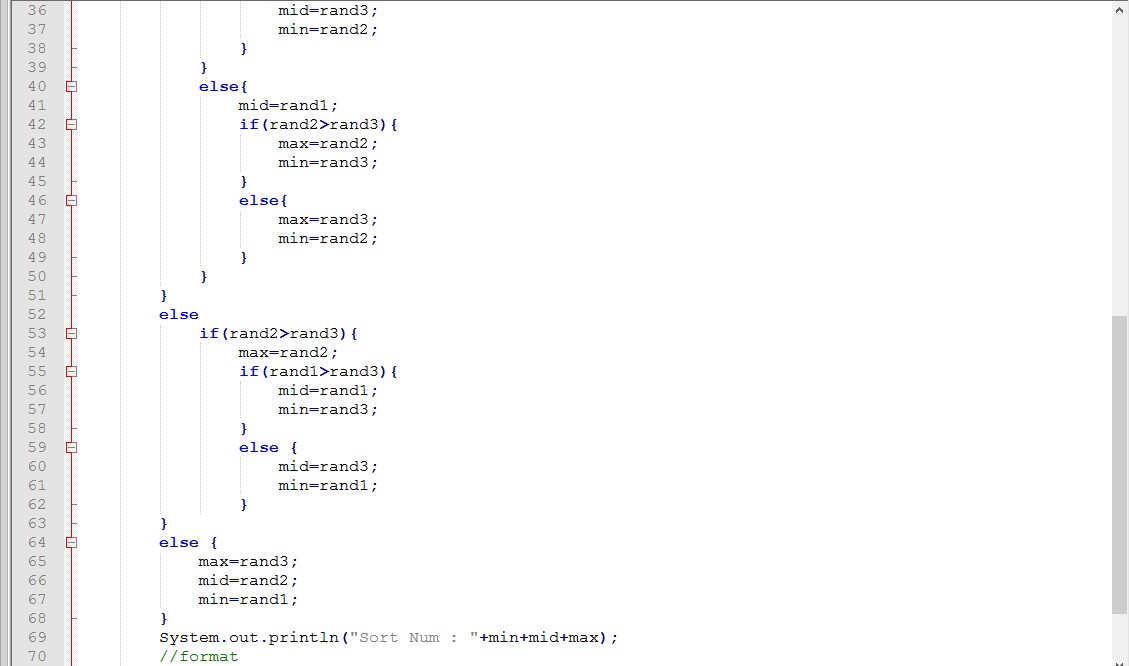 36 mid=rand3;
37 min=rand2;
38 }
39 }
40 else{
41 mid=rand1;
42 if(rand2>rand3){
43 max=rand2;
44 min=rand3;
45 }
46 else{
47 max=rand3;
48 min=rand2;
49 }
50 }
51 }
52 else
53 if(rand2>rand3){
54 max=rand2;
55 if(rand1>rand3){
56 mid=rand1;
57 min=rand3;
58 }
59 else {
60 mid=rand3;
61 min=rand1;
62 }
63 }
64 else {
65 max=rand3;
66 mid=rand2;
67 min=rand1;
68 }
69 System.out.println("Sort Num : "+min+mid+max);
70 //format